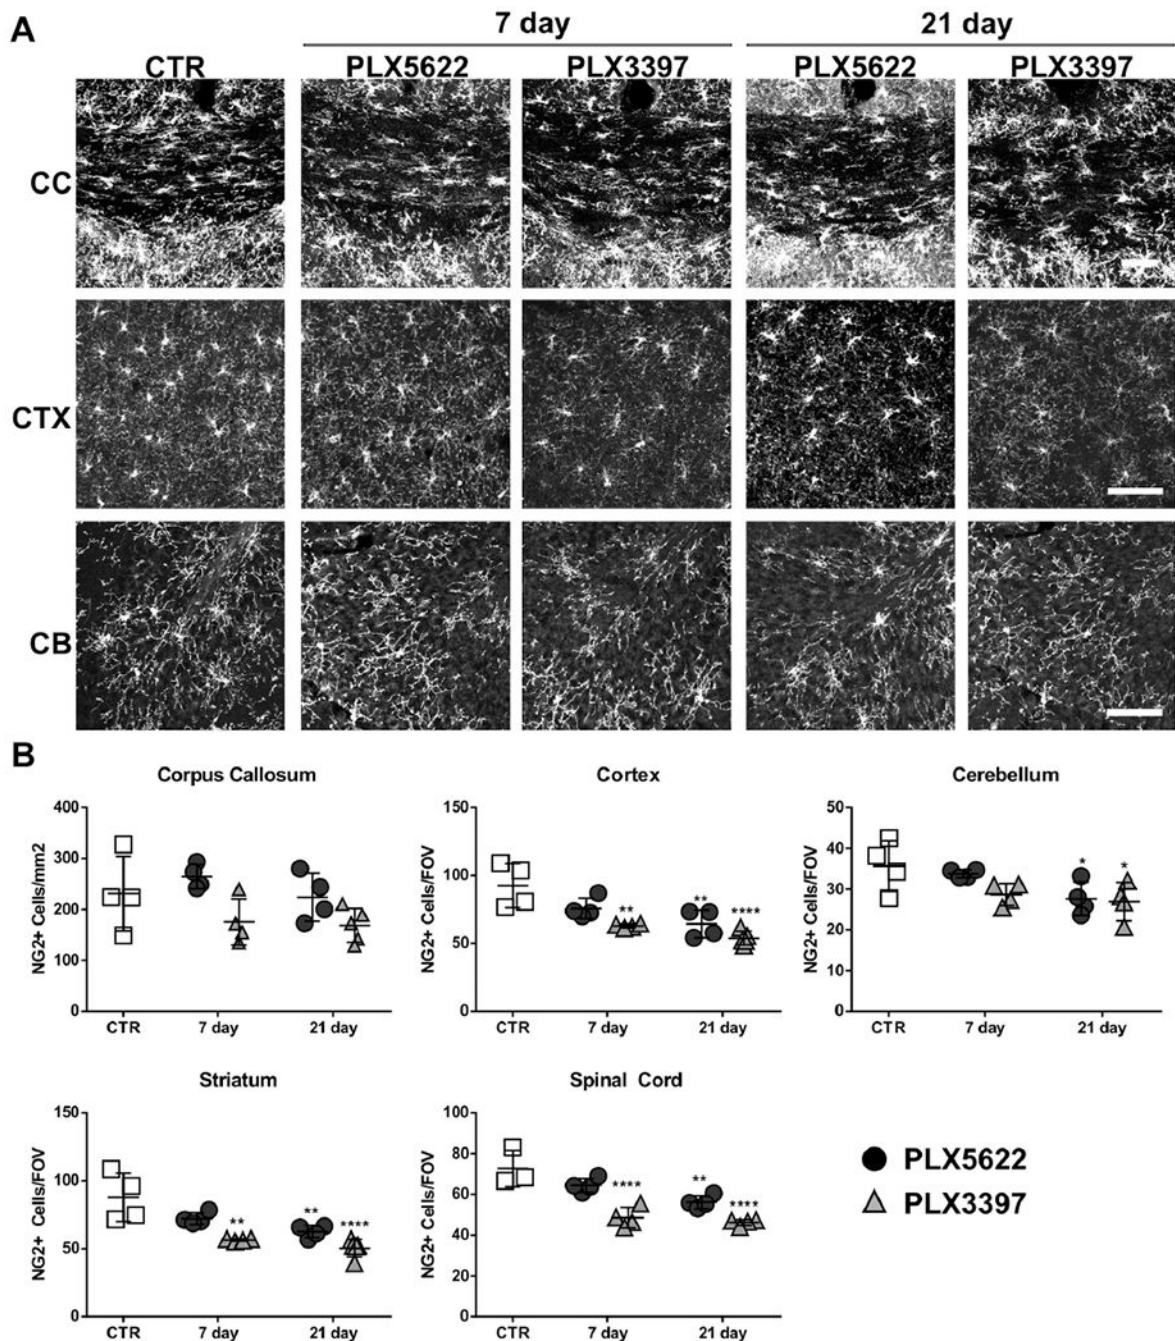 A
7 day
21 day
CTR
PLX5622
PLX3397
PLX5622
PLX3397
CC
CTX
CB
B
Corpus Callosum
NG2+ Cells/mm2
400
300
200
100
0
CTR
7 day
21 day
Cortex
NG2+ Cells/FOV
150
100
50
0
**
**
****
CTR
7 day
21 day
Cerebellum
NG2+ Cells/FOV
50
40
30
20
10
0
*
*
CTR
7 day
21 day
Striatum
NG2+ Cells/FOV
150
100
50
0
**
**
****
CTR
7 day
21 day
Spinal Cord
NG2+ Cells/FOV
100
80
60
40
20
0
****
**
****
CTR
7 day
21 day
PLX5622
PLX3397